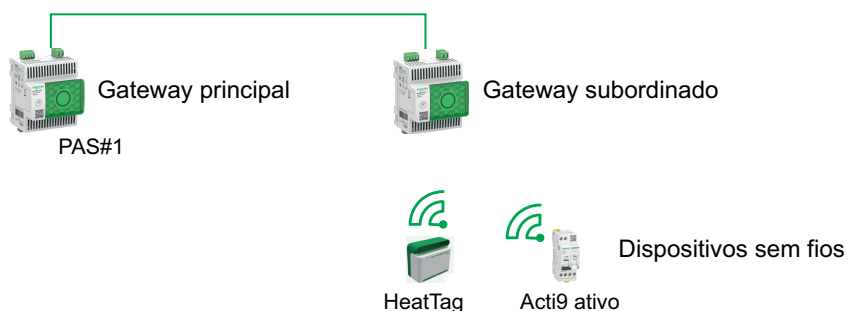 Gateway principal
Gateway subordinado
PAS#1
Dispositivos sem fios
HeatTag
Acti9 ativo